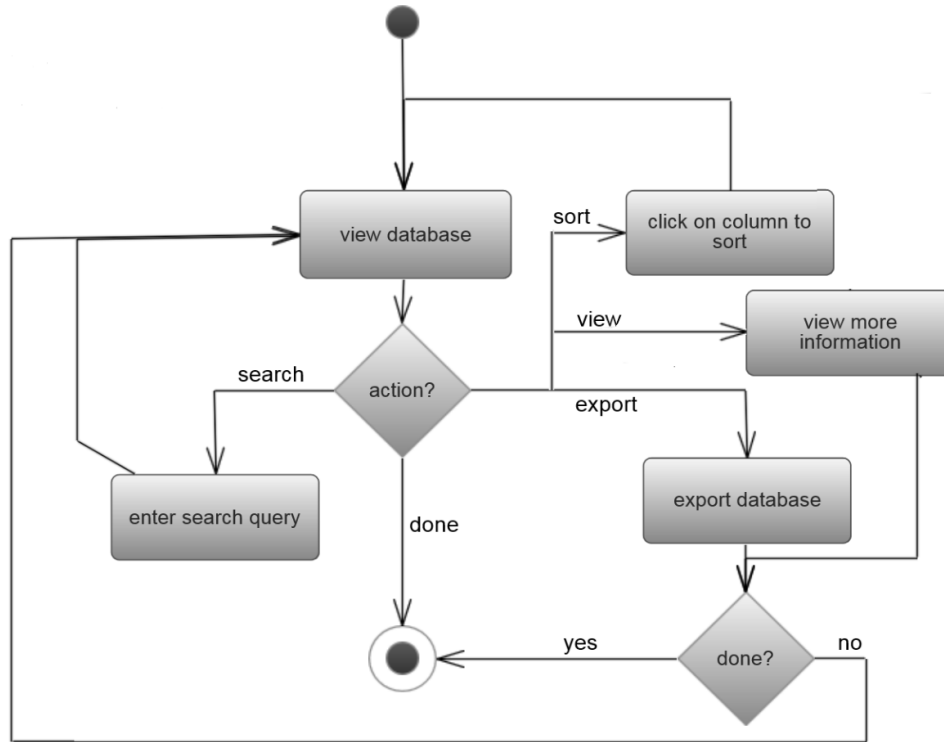 sort
click on column to
sort
view database
view
view more
information
search
action?
export
enter search query
export database
done
yes
done?
no